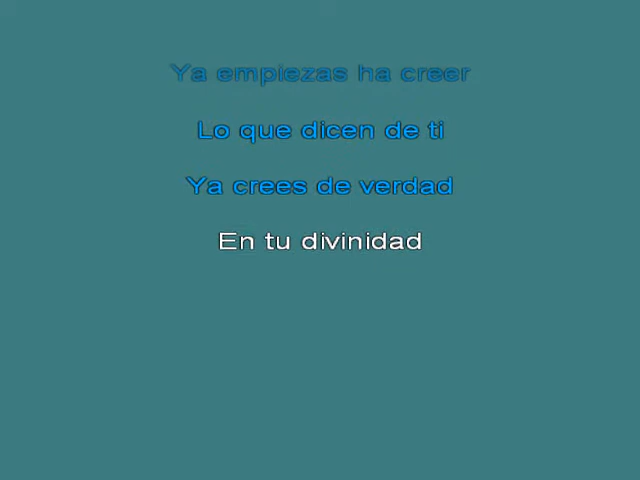 Ya empiezas ha creer
Lo que dicen de ti
Ya crees de verdad
En tu divinidad